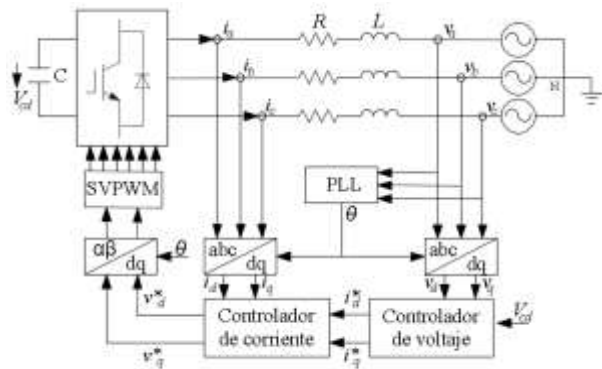 i_a R L v_a
i_b v_b
C
V_cd
i_c v_c
N
SVPWM
PLL
θ
αβ dq θ
abc dq
abc dq
i_d i_q
v_d v_q
v*_d
Controlador de corriente
i*_d
Controlador de voltaje
V_cd
v*_q
i*_q